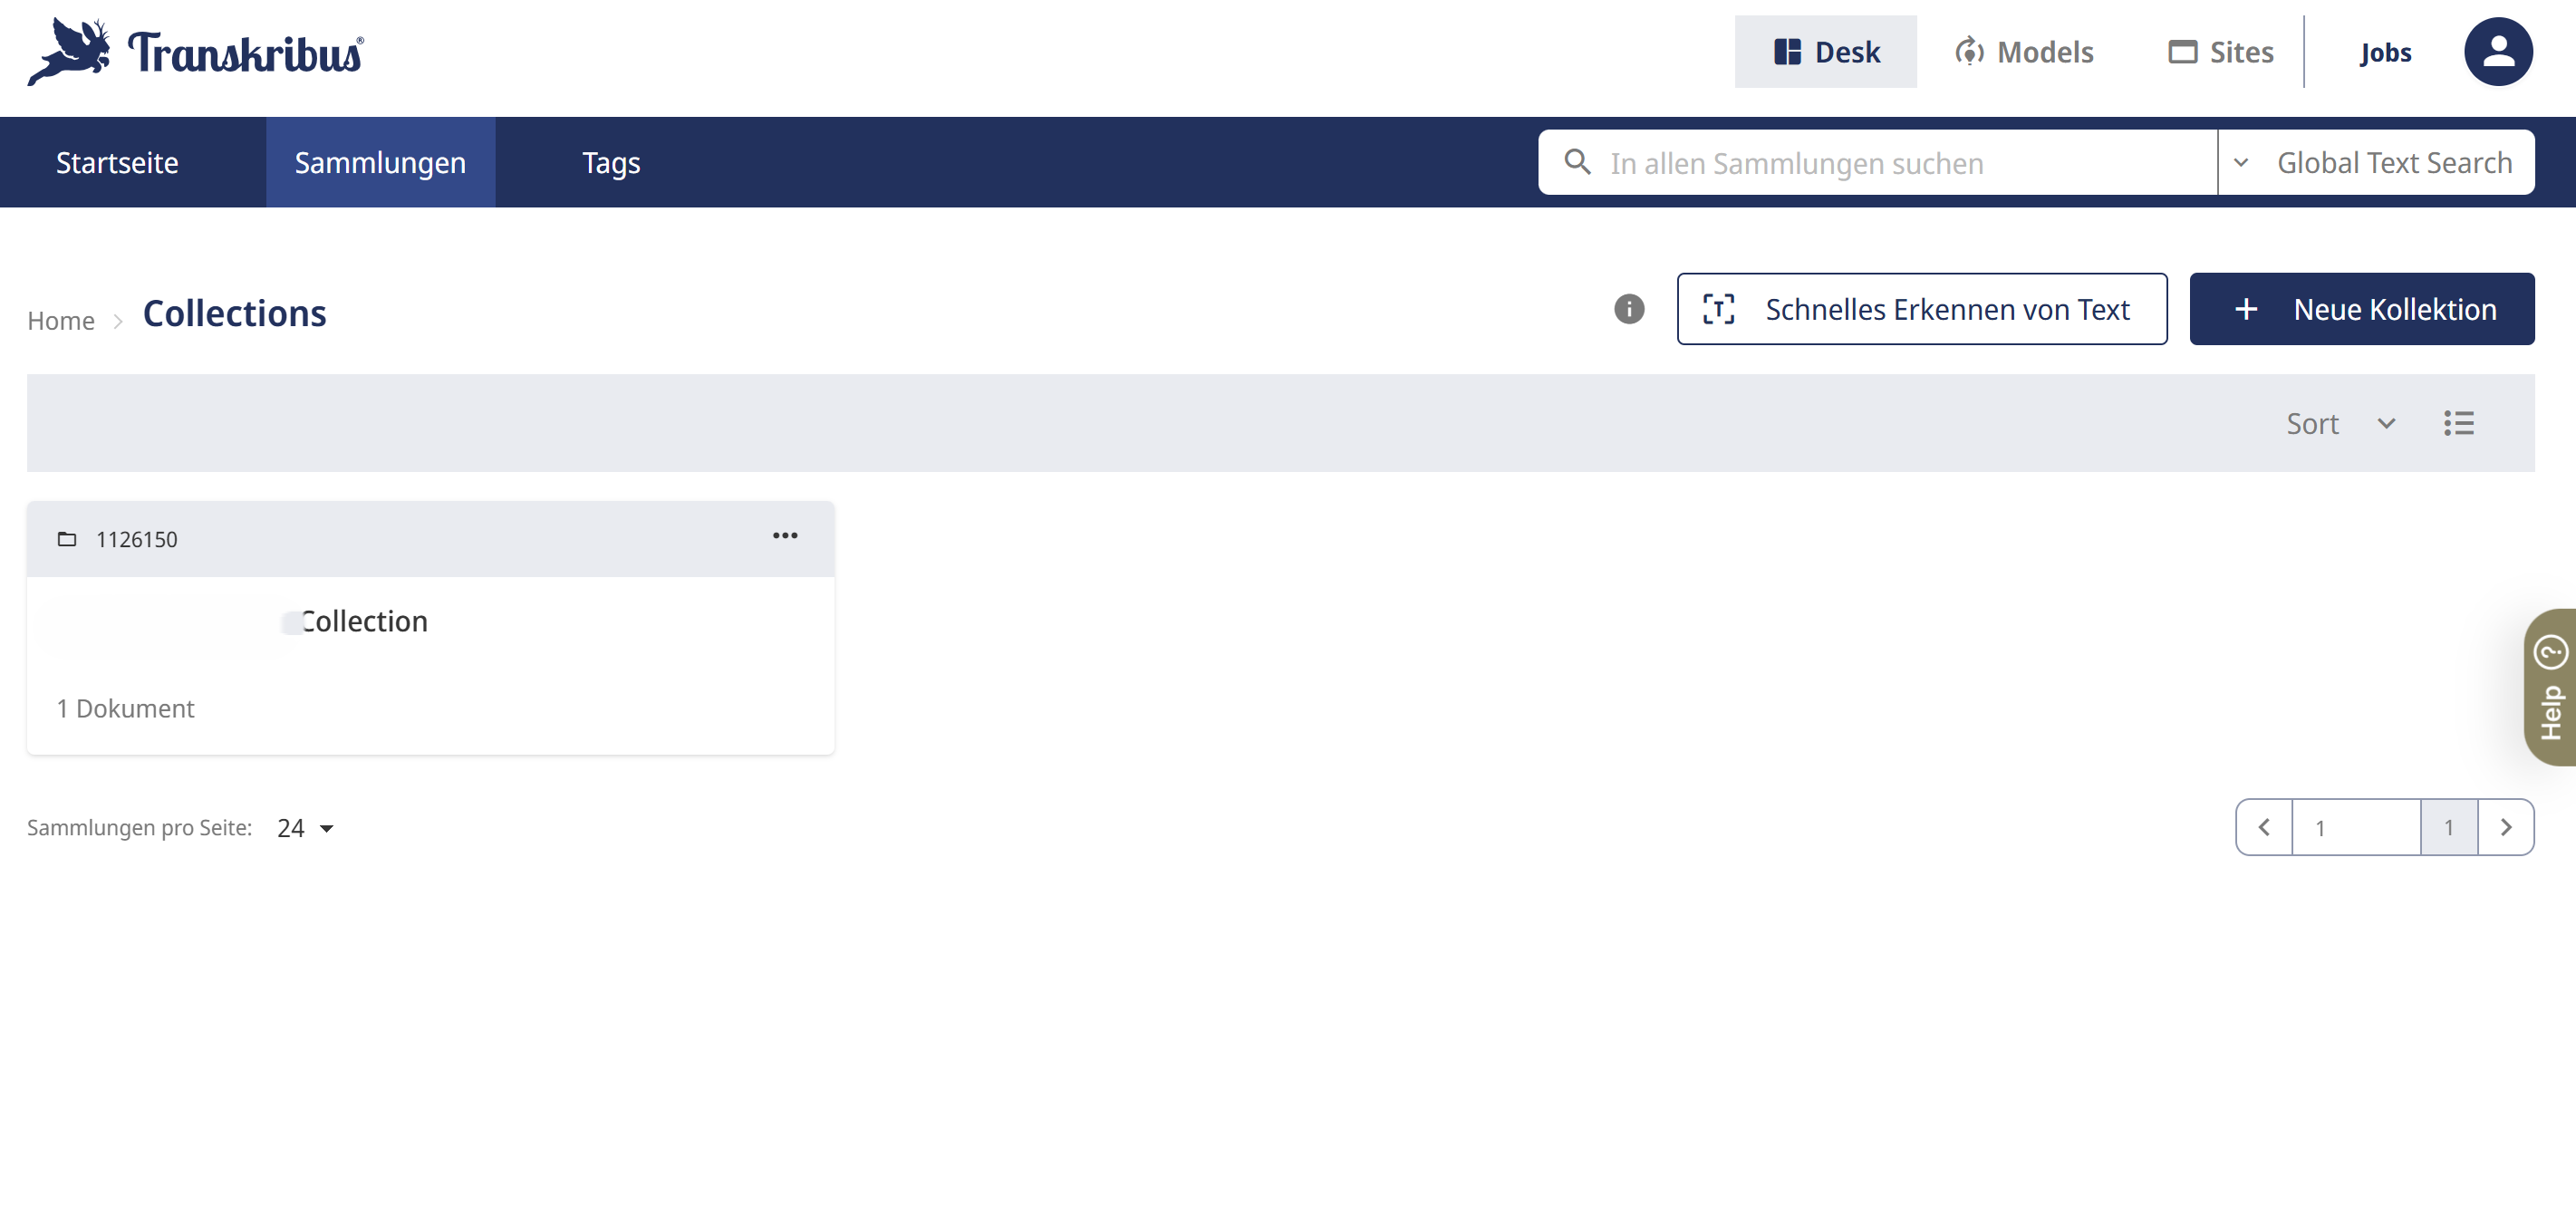 Transkribus®
Desk
Models
Sites
Jobs
Startseite
Sammlungen
Tags
In allen Sammlungen suchen
Global Text Search
Home
Collections
Schnelles Erkennen von Text
Neue Kollektion
Sort
1126150
Collection
1 Dokument
Help
Sammlungen pro Seite: 24
1
1